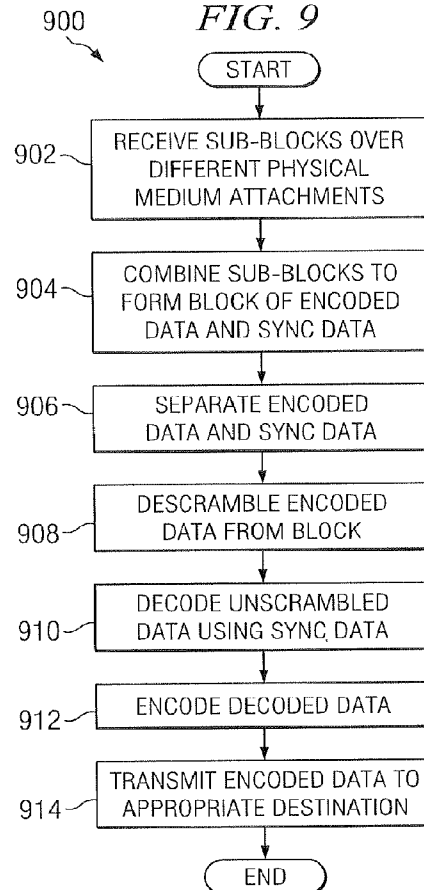 900
FIG. 9
START
902
RECEIVE SUB-BLOCKS OVER
DIFFERENT PHYSICAL
MEDIUM ATTACHMENTS
904
COMBINE SUB-BLOCKS TO
FORM BLOCK OF ENCODED
DATA AND SYNC DATA
906
SEPARATE ENCODED
DATA AND SYNC DATA
908
DESCRAMBLE ENCODED
DATA FROM BLOCK
910
DECODE UNSCRAMBLED
DATA USING SYNC DATA
912
ENCODE DECODED DATA
914
TRANSMIT ENCODED DATA TO
APPROPRIATE DESTINATION
END